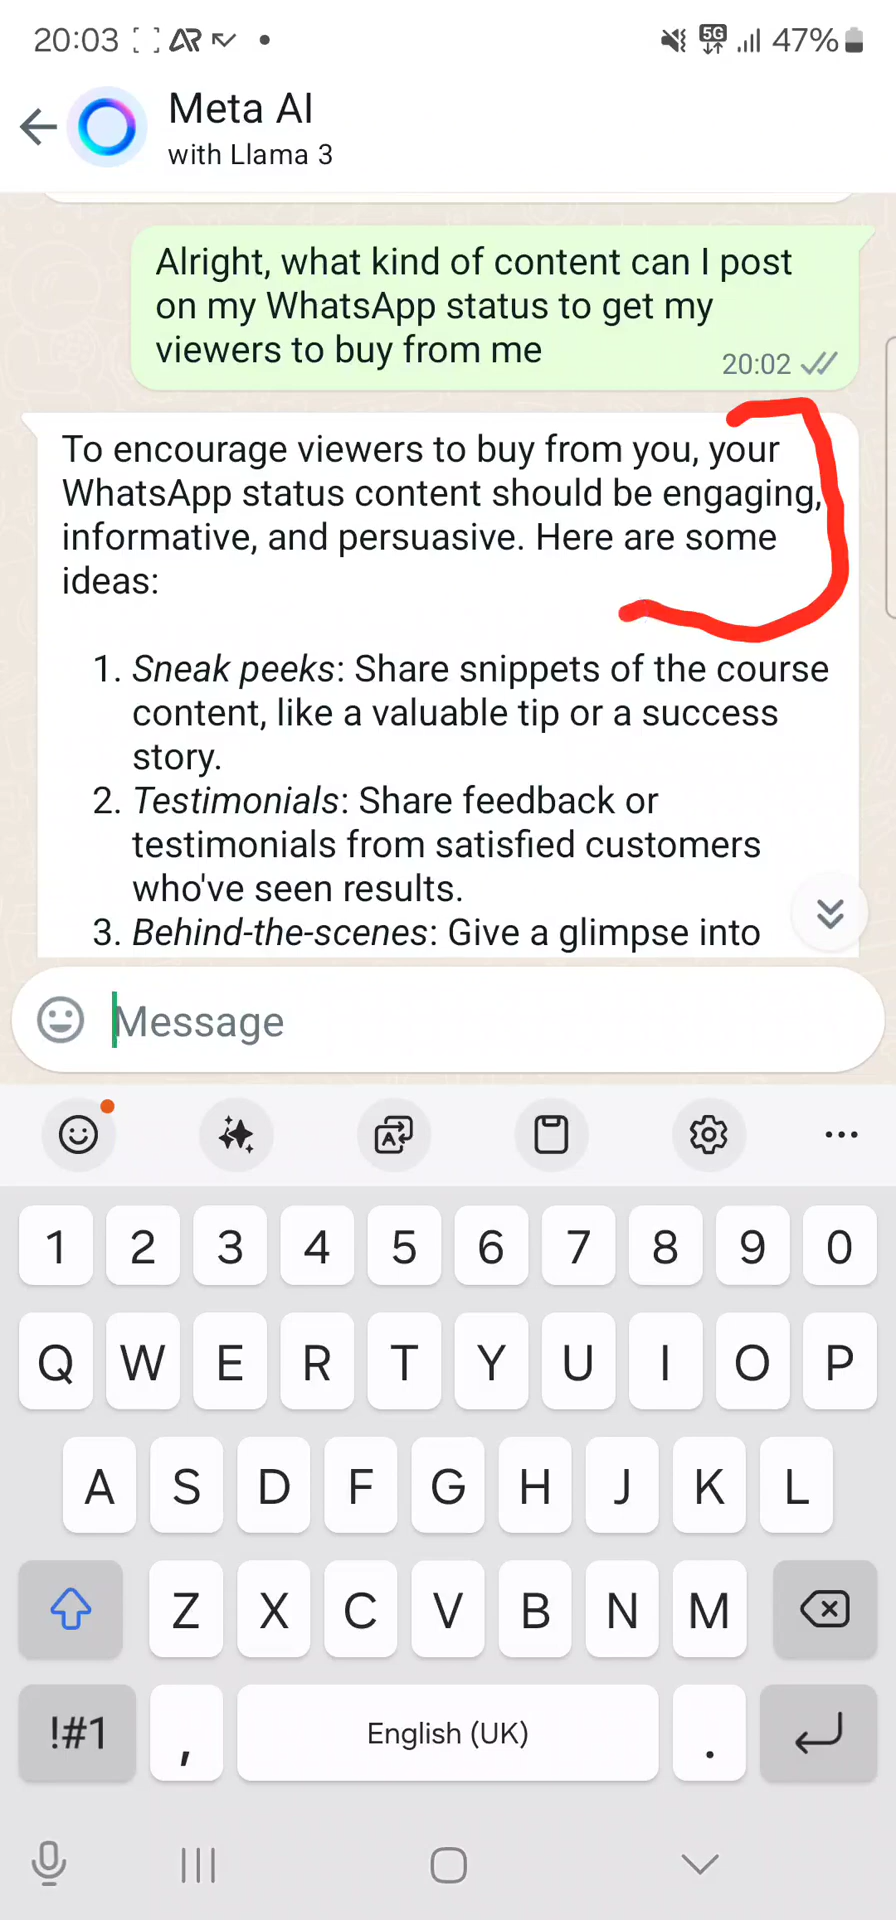 20:03
47%
Meta AI
with Llama 3
Alright, what kind of content can I post
on my WhatsApp status to get my
viewers to buy from me
20:02
To encourage viewers to buy from you, your
WhatsApp status content should be engaging,
informative, and persuasive. Here are some
ideas:
1. Sneak peeks: Share snippets of the course
content, like a valuable tip or a success
story.
2. Testimonials: Share feedback or
testimonials from satisfied customers
who've seen results.
3. Behind-the-scenes: Give a glimpse into
Message
1 2 3 4 5 6 7 8 9 0
Q W E R T Y U I O P
A S D F G H J K L
Z X C V B N M
!#1 , English (UK) .